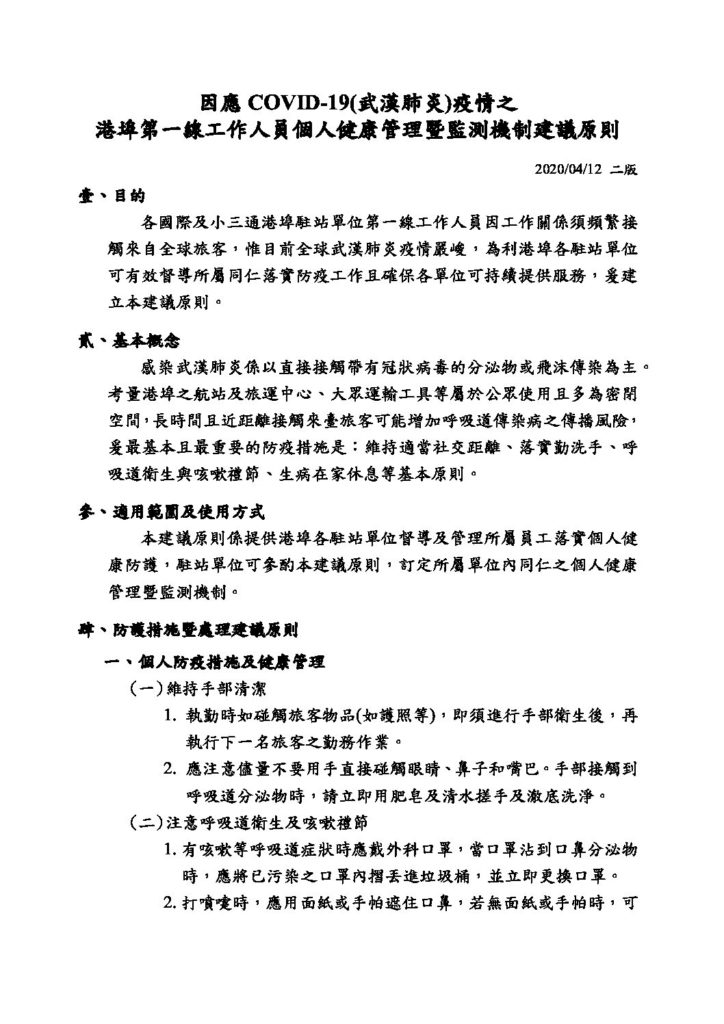 因應 COVID-19(武漢肺炎)疫情之
港埠第一線工作人員個人健康管理暨監測機制建議原則
2020/04/12 二版
壹、目的
各國際及小三通港埠駐站單位第一線工作人員因工作關係須頻繁接
觸來自全球旅客，惟目前全球武漢肺炎疫情嚴峻，為利港埠各駐站單位
可有效督導所屬同仁落實防疫工作且確保各單位可持續提供服務，爰建
立本建議原則。
貳、基本概念
感染武漢肺炎係以直接接觸帶有冠狀病毒的分泌物或飛沫傳染為主。
考量港埠之航站及旅運中心、大眾運輸工具等屬於公眾使用且多為密閉
空間，長時間且近距離接觸來臺旅客可能增加呼吸道傳染病之傳播風險，
爰最基本且最重要的防疫措施是：維持適當社交距離、落實勤洗手、呼
吸道衛生與咳嗽禮節、生病在家休息等基本原則。
參、適用範圍及使用方式
本建議原則係提供港埠各駐站單位督導及管理所屬員工落實個人健
康防護，駐站單位可參酌本建議原則，訂定所屬單位內同仁之個人健康
管理暨監測機制。
肆、防護措施暨處理建議原則
一、個人防疫措施及健康管理
(一)維持手部清潔
1. 執勤時如碰觸旅客物品(如護照等)，即須進行手部衛生後，再
執行下一名旅客之勤務作業。
2. 應注意儘量不要用手直接碰觸眼睛、鼻子和嘴巴。手部接觸到
呼吸道分泌物時，請立即用肥皂及清水搓手及澈底洗淨。
(二)注意呼吸道衛生及咳嗽禮節
1. 有咳嗽等呼吸道症狀時應戴外科口罩，當口罩沾到口鼻分泌物
時，應將已污染之口罩內摺丟進垃圾桶，並立即更換口罩。
2. 打噴嚏時，應用面紙或手帕遮住口鼻，若無面紙或手帕時，可